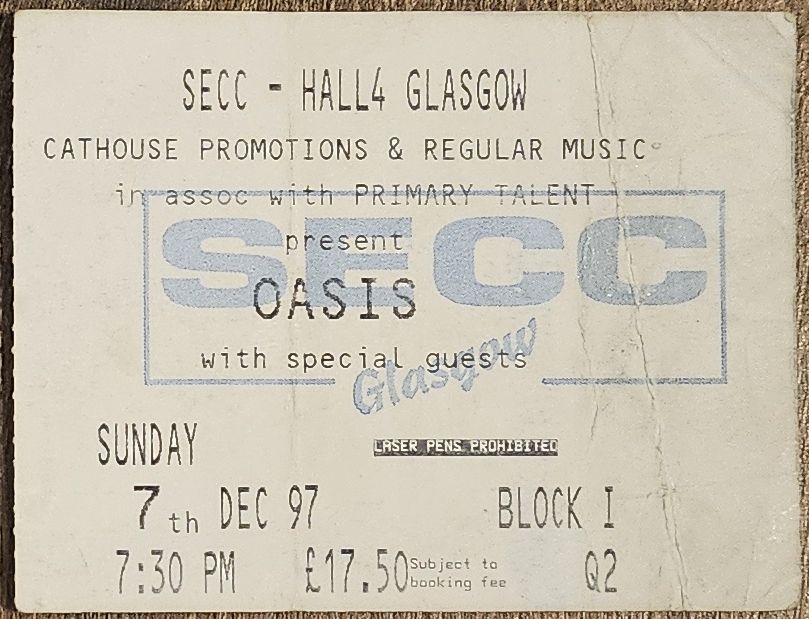 SECC - HALL4 GLASGOW
CATHOUSE PROMOTIONS & REGULAR MUSIC
in assoc with PRIMARY TALENT
SECC
present
OASIS
with special guests
Glasgow
SUNDAY
LASER PENS PROHIBITED
7th DEC 97 BLOCK I
7:30 PM £17.50 Subject to
booking fee Q2